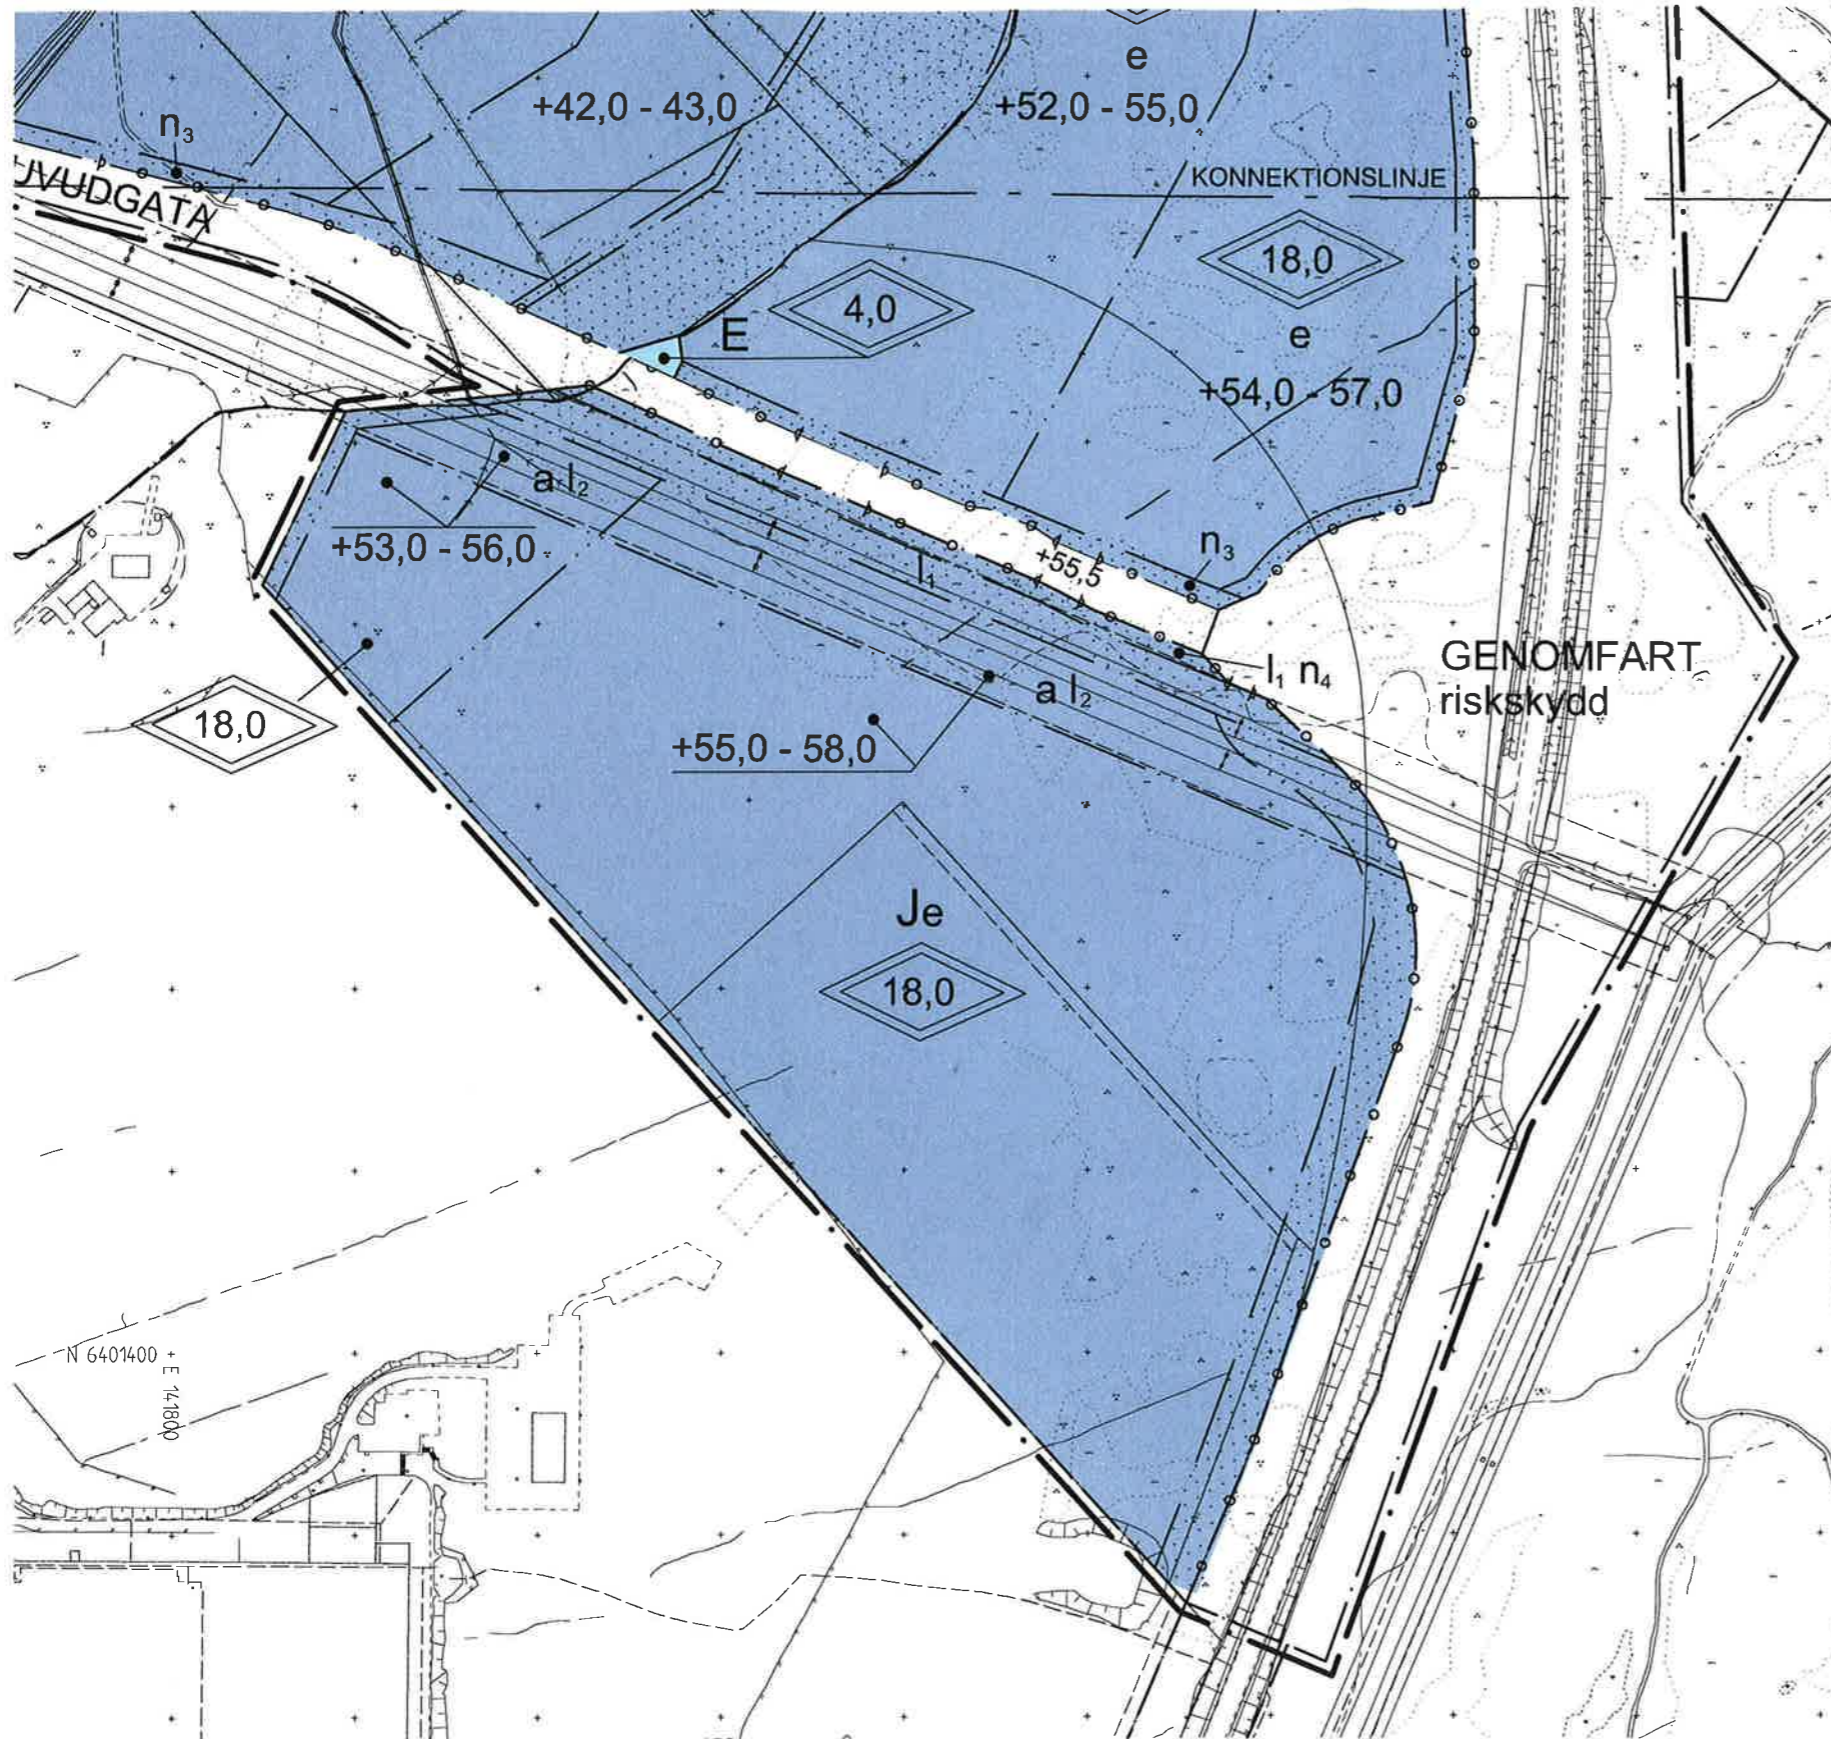 e
+42,0 - 43,0
+52,0 - 55,0
n₃
KONNEKTIONSLINJE
18,0
4,0
E
e
+54,0 - 57,0
a l₂
+53,0 - 56,0
n₃
+55,5
l₁
GENOMFART
riskskydd
l₁ n₄
a l₂
18,0
+55,0 - 58,0
Je
18,0
N 6401400
E 141800